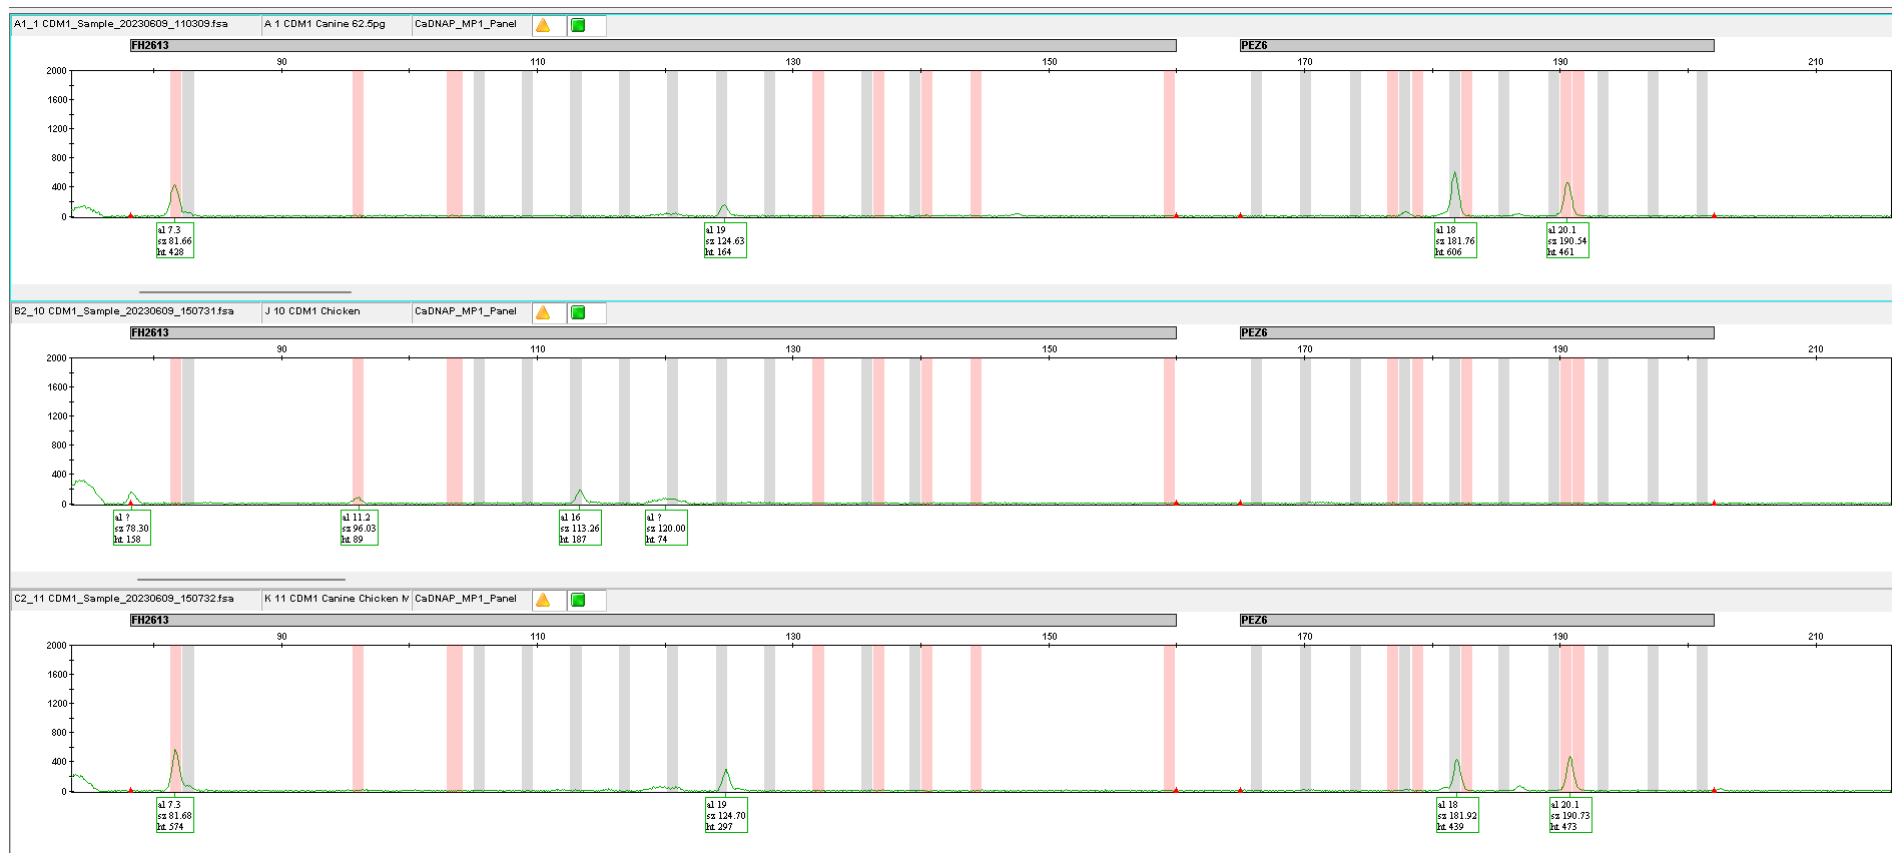 A1_1 CDM1_Sample_20230609_110309.fsa A 1 CDM1 Canine 62.5pg CaDNAP_MP1_Panel
FH2613 PEZ6
90 110 130 150 170 190 210
2000
1600
1200
800
400
0
al 7.3 al 19 al 18 al 20.1
sz 81.66 sz 124.63 sz 181.76 sz 190.54
ht 428 ht 164 ht 606 ht 461
B2_10 CDM1_Sample_20230609_150731.fsa J 10 CDM1 Chicken CaDNAP_MP1_Panel
FH2613 PEZ6
90 110 130 150 170 190 210
2000
1600
1200
800
400
0
al ? al 11.2 al 16 al ?
sz 78.30 sz 96.03 sz 113.26 sz 120.00
ht 158 ht 89 ht 187 ht 74
C2_11 CDM1_Sample_20230609_150732.fsa K 11 CDM1 Canine Chicken M CaDNAP_MP1_Panel
FH2613 PEZ6
90 110 130 150 170 190 210
2000
1600
1200
800
400
0
al 7.3 al 19 al 18 al 20.1
sz 81.68 sz 124.70 sz 181.92 sz 190.73
ht 574 ht 297 ht 439 ht 473